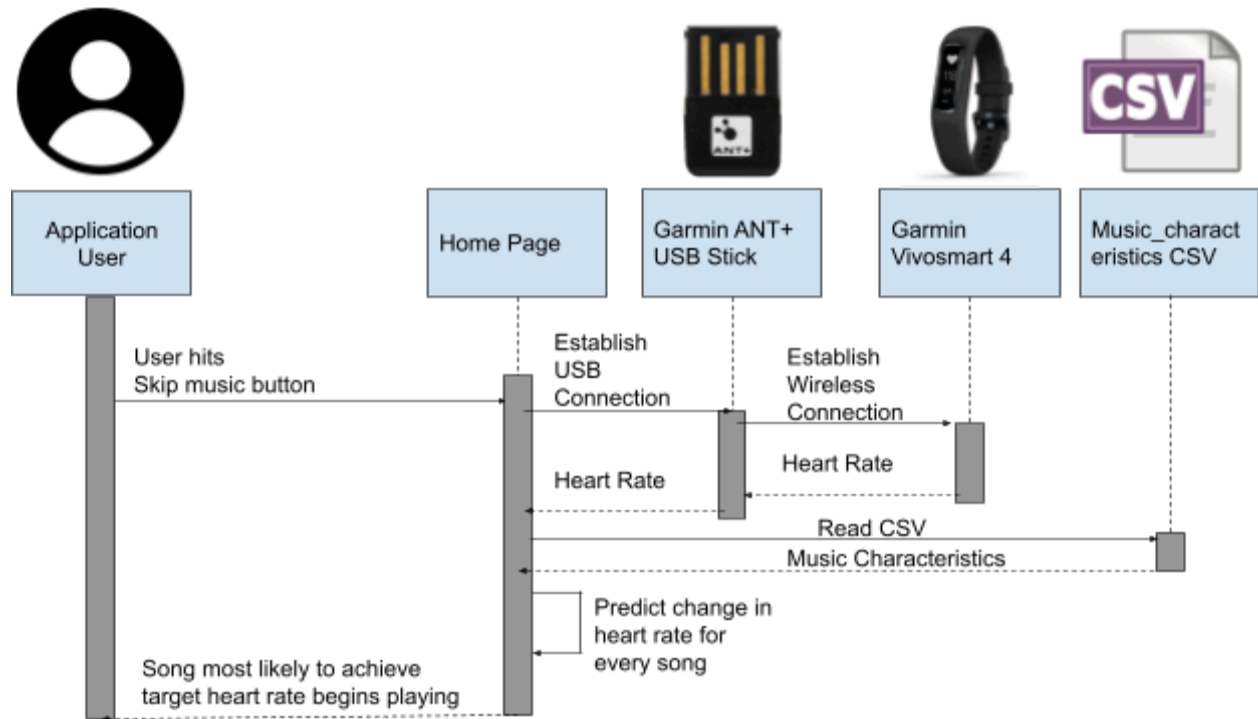 CSV
ANT+
Application
User
Home Page
Garmin ANT+
USB Stick
Garmin
Vivosmart 4
Music_charact
eristics CSV
User hits
Skip music button
Establish
USB
Connection
Establish
Wireless
Connection
Heart Rate
Heart Rate
Read CSV
Music Characteristics
Predict change in
heart rate for
every song
Song most likely to achieve
target heart rate begins playing